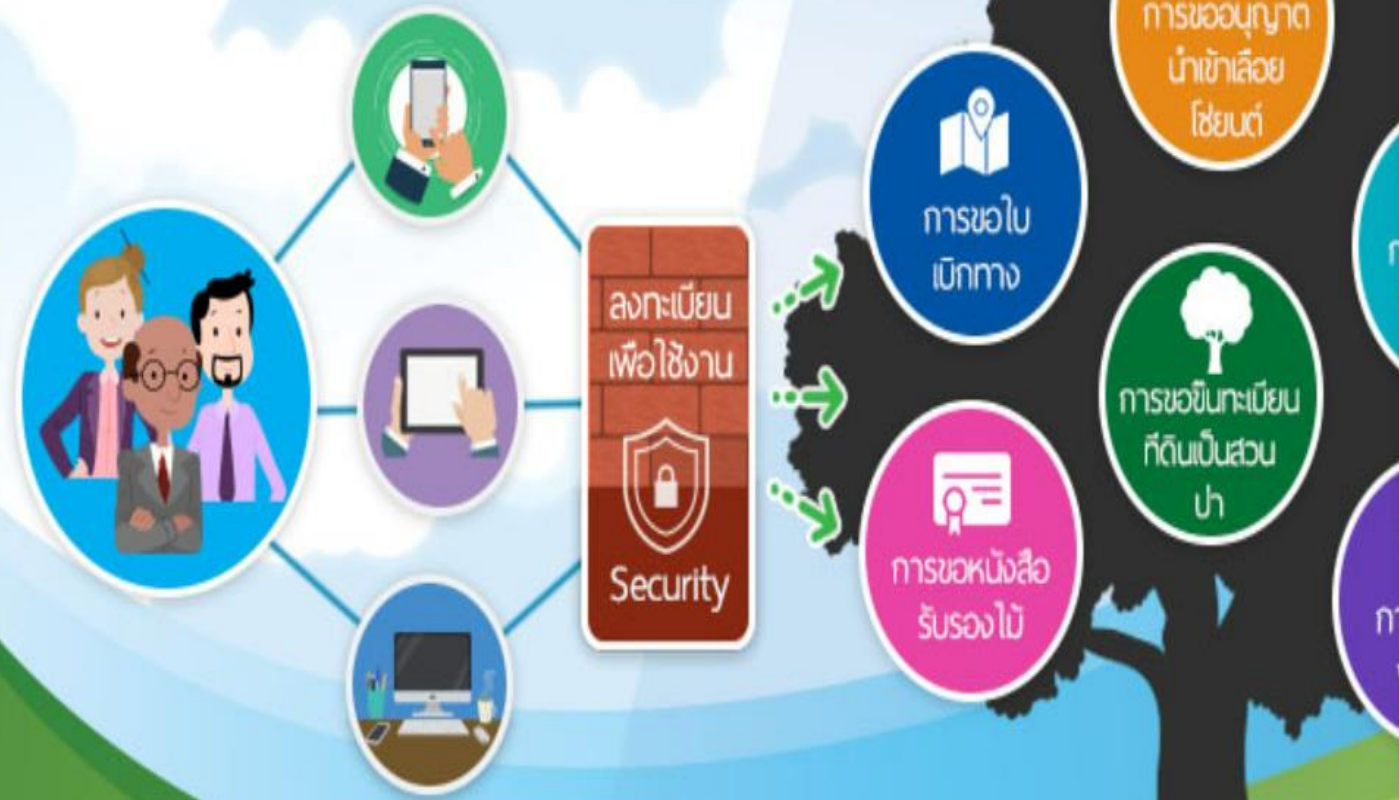 การขออนุญาต
นำเข้าเลื่อย
โซ่ยนต์
การขอใบ
เบิกทาง
ลงทะเบียน
เพื่อใช้งาน
Security
การขอขึ้นทะเบียน
ที่ดินเป็นสวน
ป่า
การขอหนังสือ
รับรองไม้